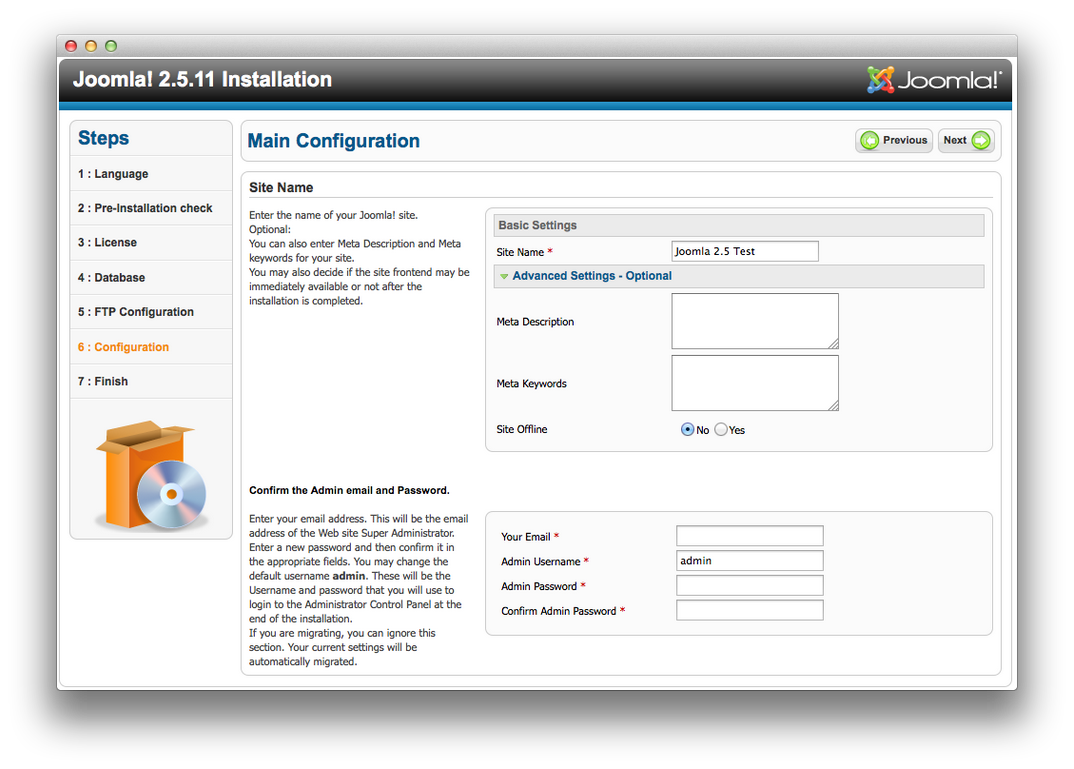 Joomla! 2.5.11 Installation
Joomla!®
Steps
1 : Language
2 : Pre-Installation check
3 : License
4 : Database
5 : FTP Configuration
6 : Configuration
7 : Finish
Main Configuration
Previous
Next
Site Name
Enter the name of your Joomla! site.
Optional:
You can also enter Meta Description and Meta
keywords for your site.
You may also decide if the site frontend may be
immediately available or not after the
installation is completed.
Basic Settings
Site Name *
Joomla 2.5 Test
Advanced Settings - Optional
Meta Description
Meta Keywords
Site Offline
No Yes
Confirm the Admin email and Password.
Enter your email address. This will be the email
address of the Web site Super Administrator.
Enter a new password and then confirm it in
the appropriate fields. You may change the
default username admin. These will be the
Username and password that you will use to
login to the Administrator Control Panel at the
end of the installation.
If you are migrating, you can ignore this
section. Your current settings will be
automatically migrated.
Your Email *
Admin Username *
admin
Admin Password *
Confirm Admin Password *